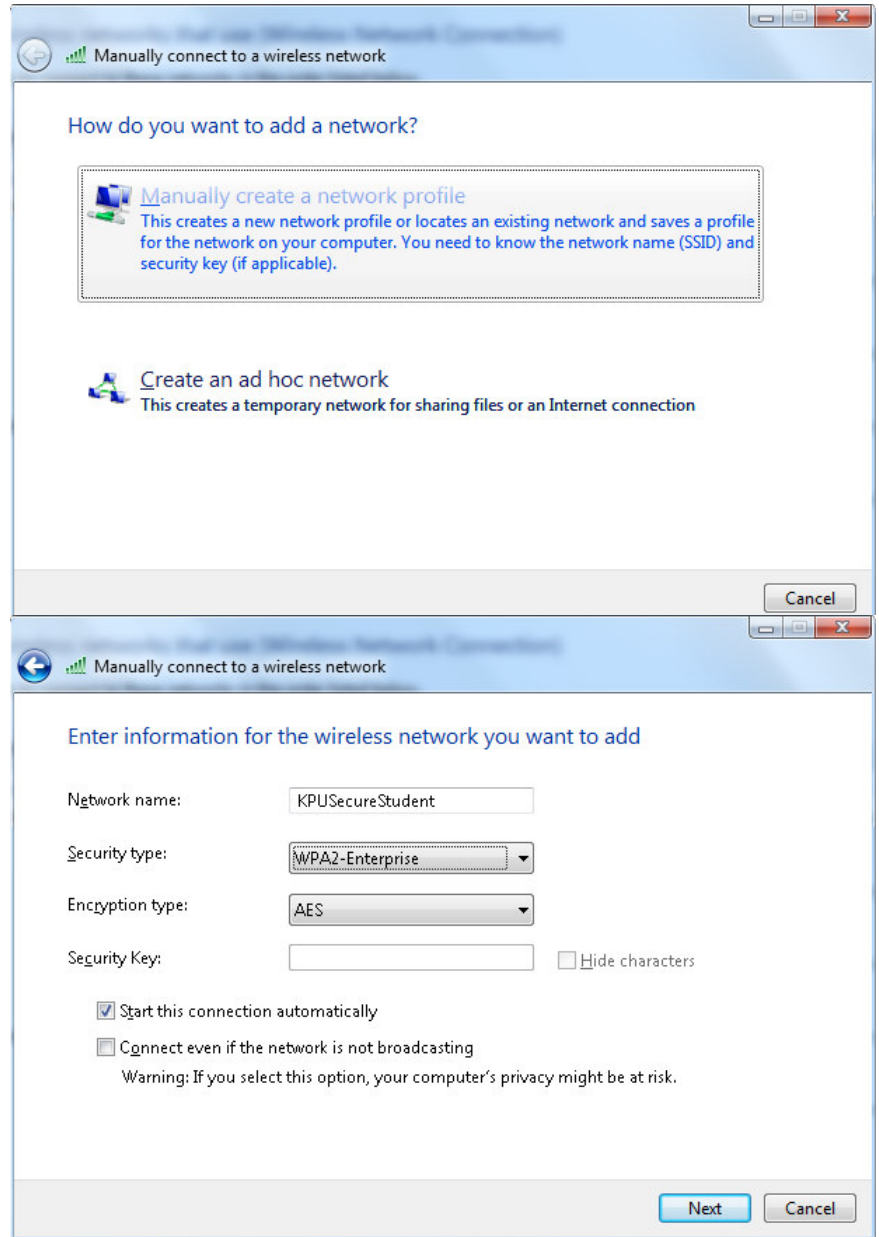 Manually connect to a wireless network
How do you want to add a network?
Manually create a network profile
This creates a new network profile or locates an existing network and saves a profile
for the network on your computer. You need to know the network name (SSID) and
security key (if applicable).
Create an ad hoc network
This creates a temporary network for sharing files or an Internet connection
Cancel
Manually connect to a wireless network
Enter information for the wireless network you want to add
Network name: KPUSecureStudent
Security type: WPA2-Enterprise
Encryption type: AES
Security Key: Hide characters
Start this connection automatically
Connect even if the network is not broadcasting
Warning: If you select this option, your computer's privacy might be at risk.
Next Cancel